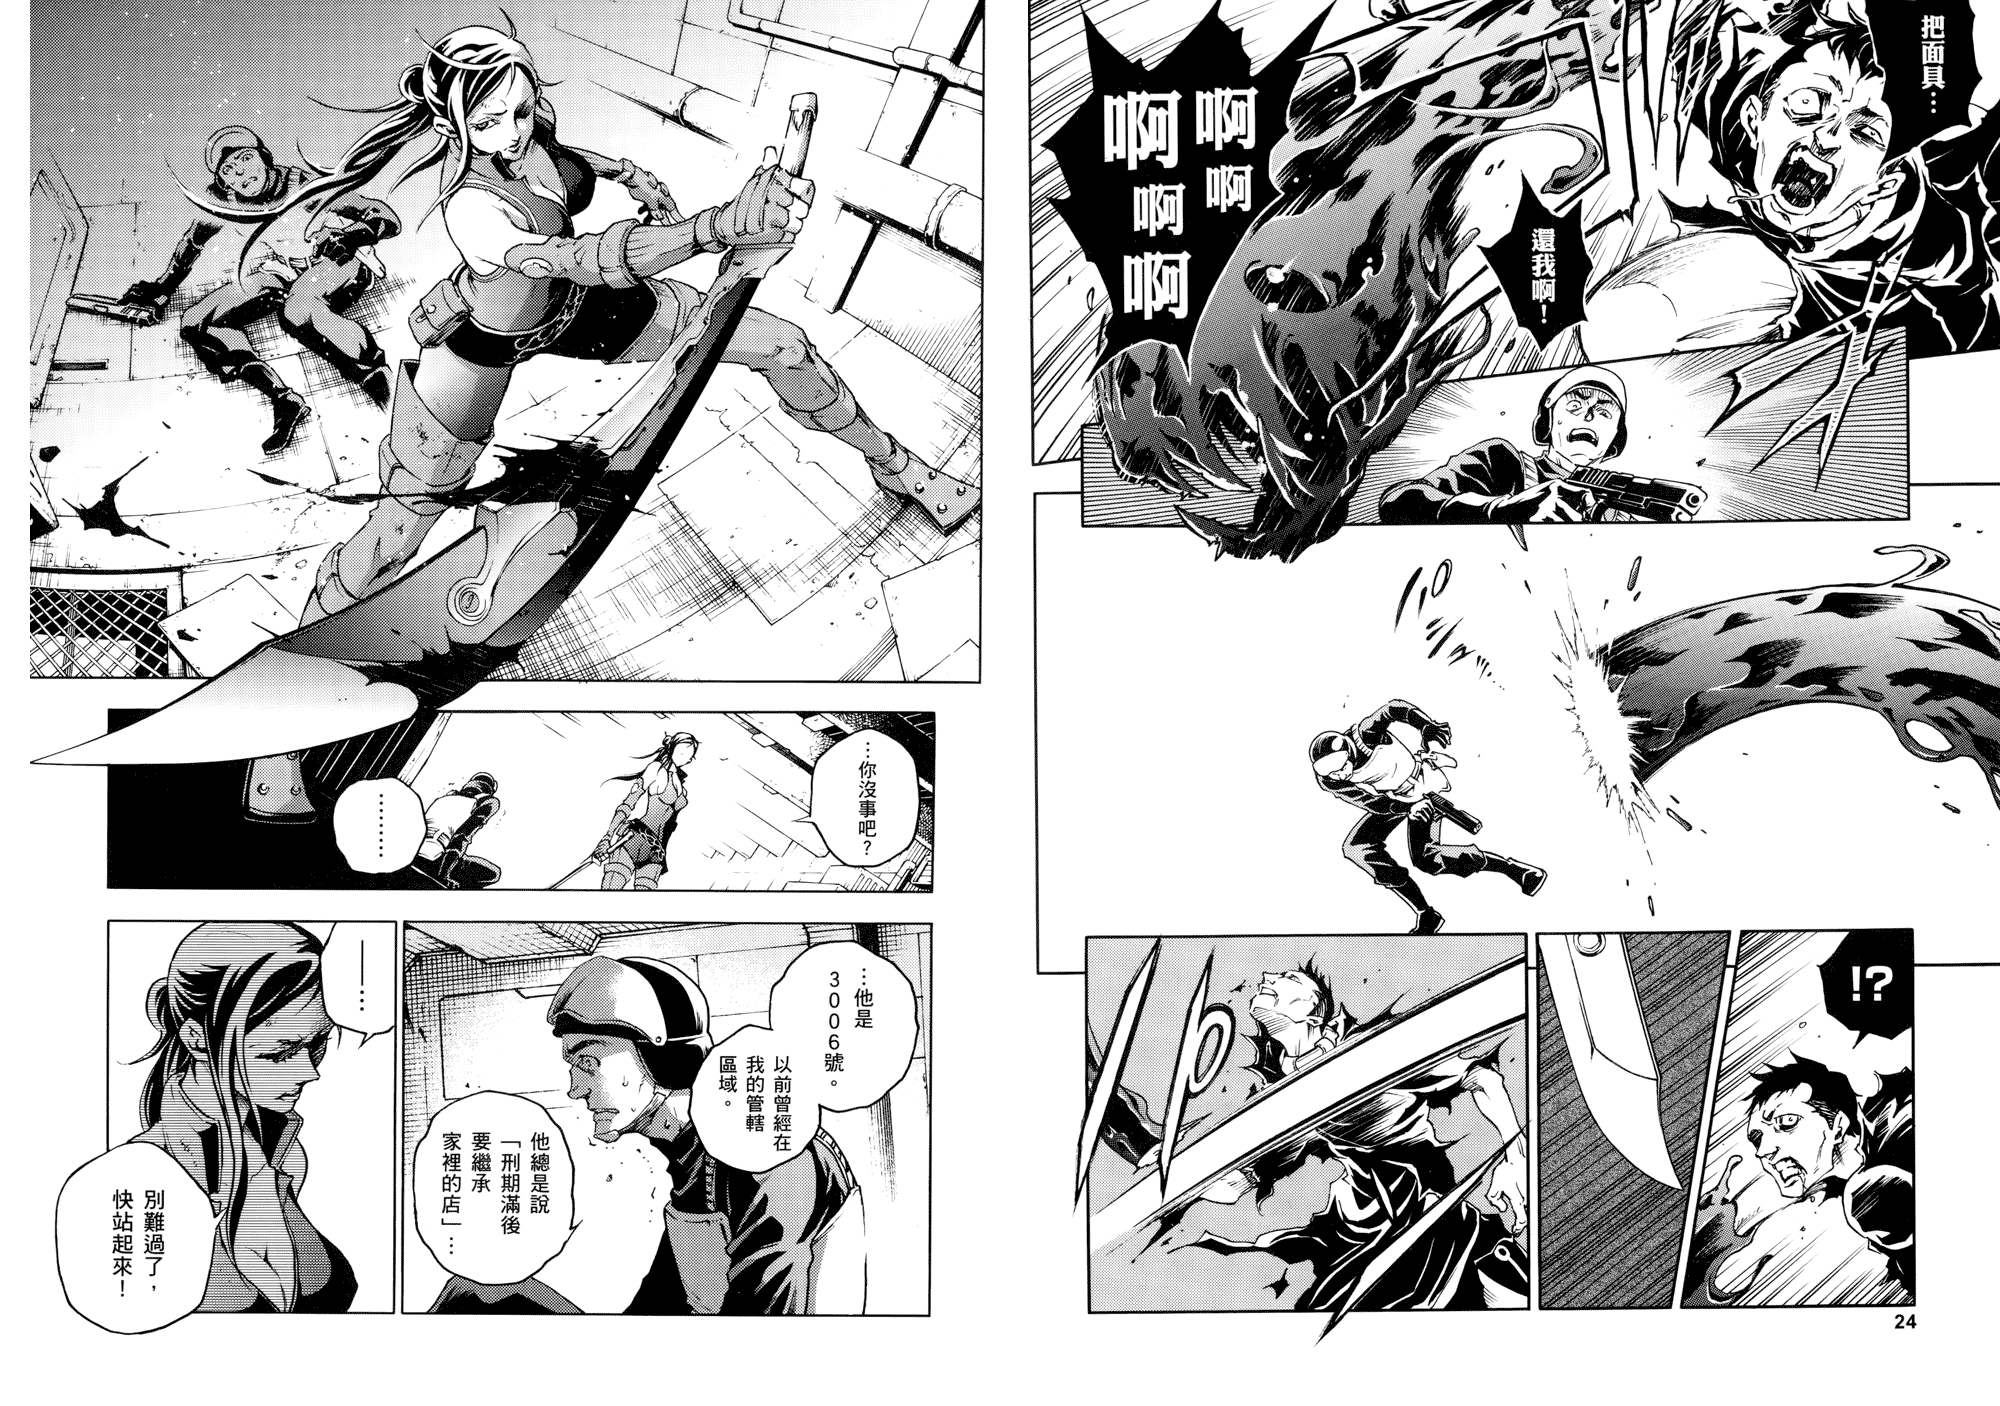 把面具…
還我啊！
啊啊
啊啊啊
!?
24
…你沒事吧？
…………
…他是
3006號。
以前曾經在
我的管轄
區域。
他總是說
「刑期滿後
要繼承
家裡的店」…
──…
別難過了，
快站起來！